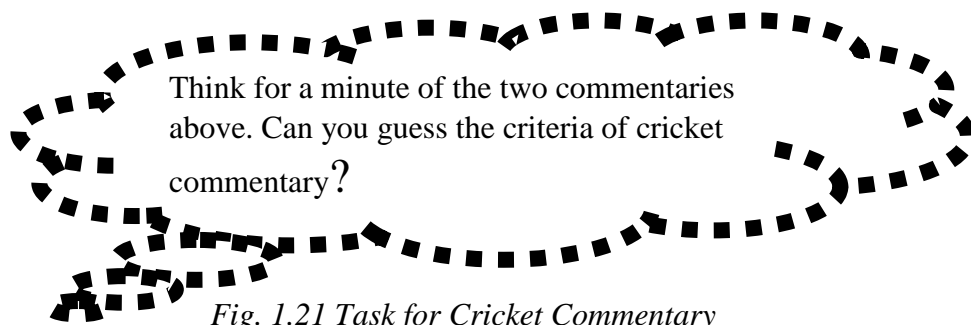 Think for a minute of the two commentaries
above. Can you guess the criteria of cricket
commentary?
Fig. 1.21 Task for Cricket Commentary